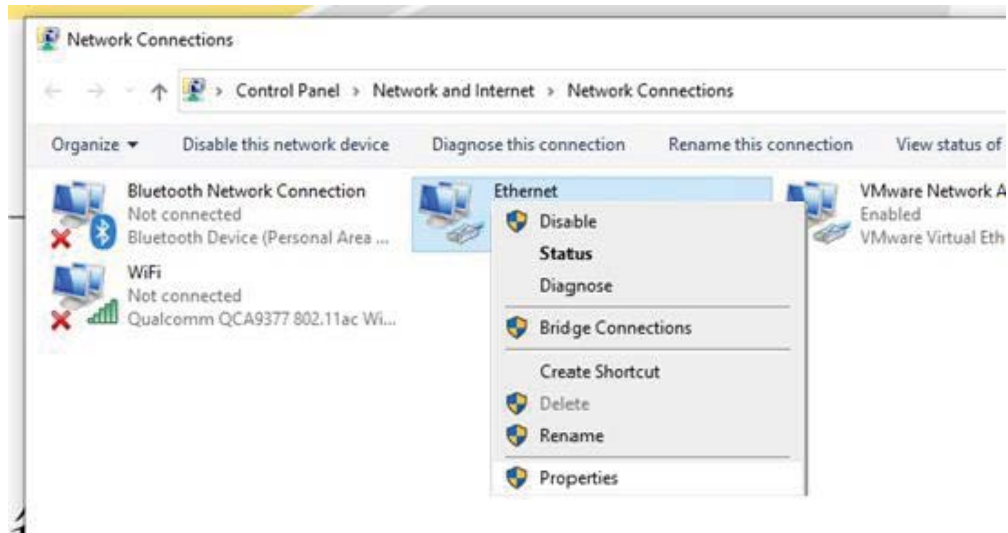 Network Connections
Control Panel > Network and Internet > Network Connections
Organize Disable this network device Diagnose this connection Rename this connection View status of
Bluetooth Network Connection
Not connected
Bluetooth Device (Personal Area ...
WiFi
Not connected
Qualcomm QCA9377 802.11ac Wi...
Ethernet
Disable
Status
Diagnose
Bridge Connections
Create Shortcut
Delete
Rename
Properties
VMware Network A
Enabled
VMware Virtual Eth